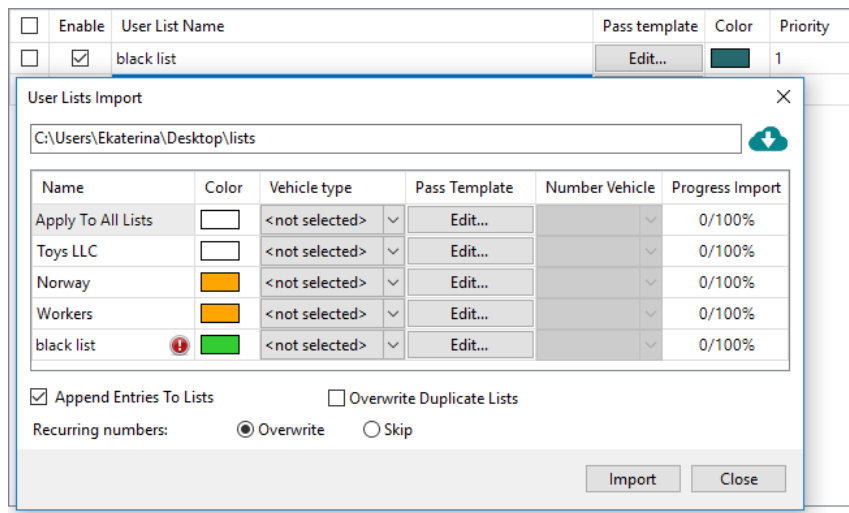 Enable User List Name Pass template Color Priority
black list Edit... 1
User Lists Import
C:\Users\Ekaterina\Desktop\lists
Name Color Vehicle type Pass Template Number Vehicle Progress Import
Apply To All Lists <not selected> Edit... 0/100%
Toys LLC <not selected> Edit... 0/100%
Norway <not selected> Edit... 0/100%
Workers <not selected> Edit... 0/100%
black list <not selected> Edit... 0/100%
Append Entries To Lists Overwrite Duplicate Lists
Recurring numbers: Overwrite Skip
Import Close